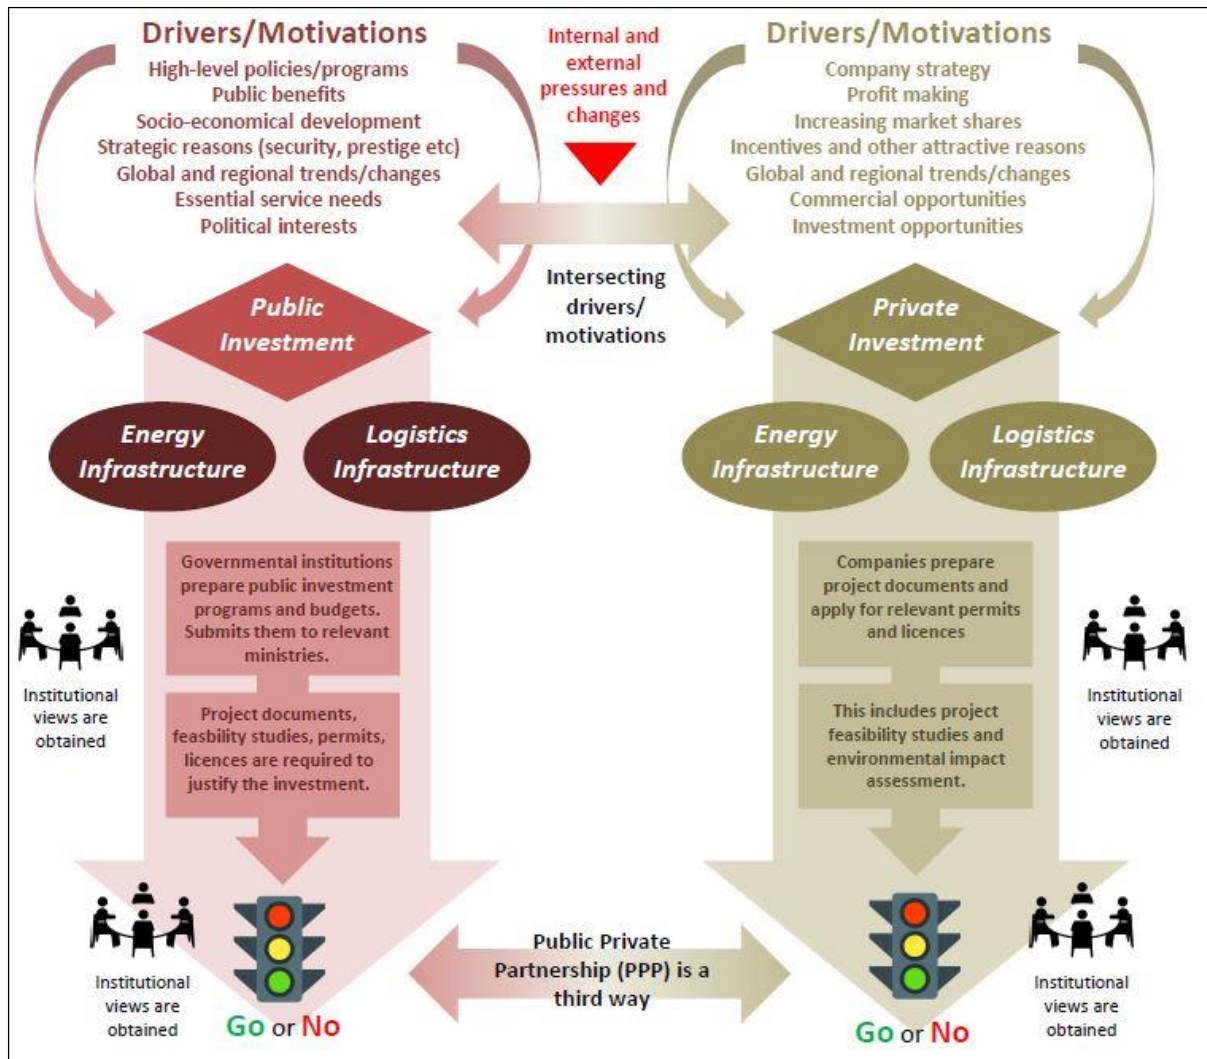 Drivers/Motivations
High-level policies/programs
Public benefits
Socio-economical development
Strategic reasons (security, prestige etc)
Global and regional trends/changes
Essential service needs
Political interests
Internal and
external
pressures and
changes
Drivers/Motivations
Company strategy
Profit making
Increasing market shares
Incentives and other attractive reasons
Global and regional trends/changes
Commercial opportunities
Investment opportunities
Intersecting
drivers/
motivations
Public
Investment
Private
Investment
Energy
Infrastructure
Logistics
Infrastructure
Energy
Infrastructure
Logistics
Infrastructure
Governmental institutions
prepare public investment
programs and budgets.
Submits them to relevant
ministries.
Companies prepare
project documents and
apply for relevant permits
and licences
Institutional
views are
obtained
Institutional
views are
obtained
Project documents,
feasibility studies, permits,
licences are required to
justify the investment.
This includes project
feasibility studies and
environmental impact
assessment.
Institutional
views are
obtained
Go or No
Public Private
Partnership (PPP) is a
third way
Go or No
Institutional
views are
obtained